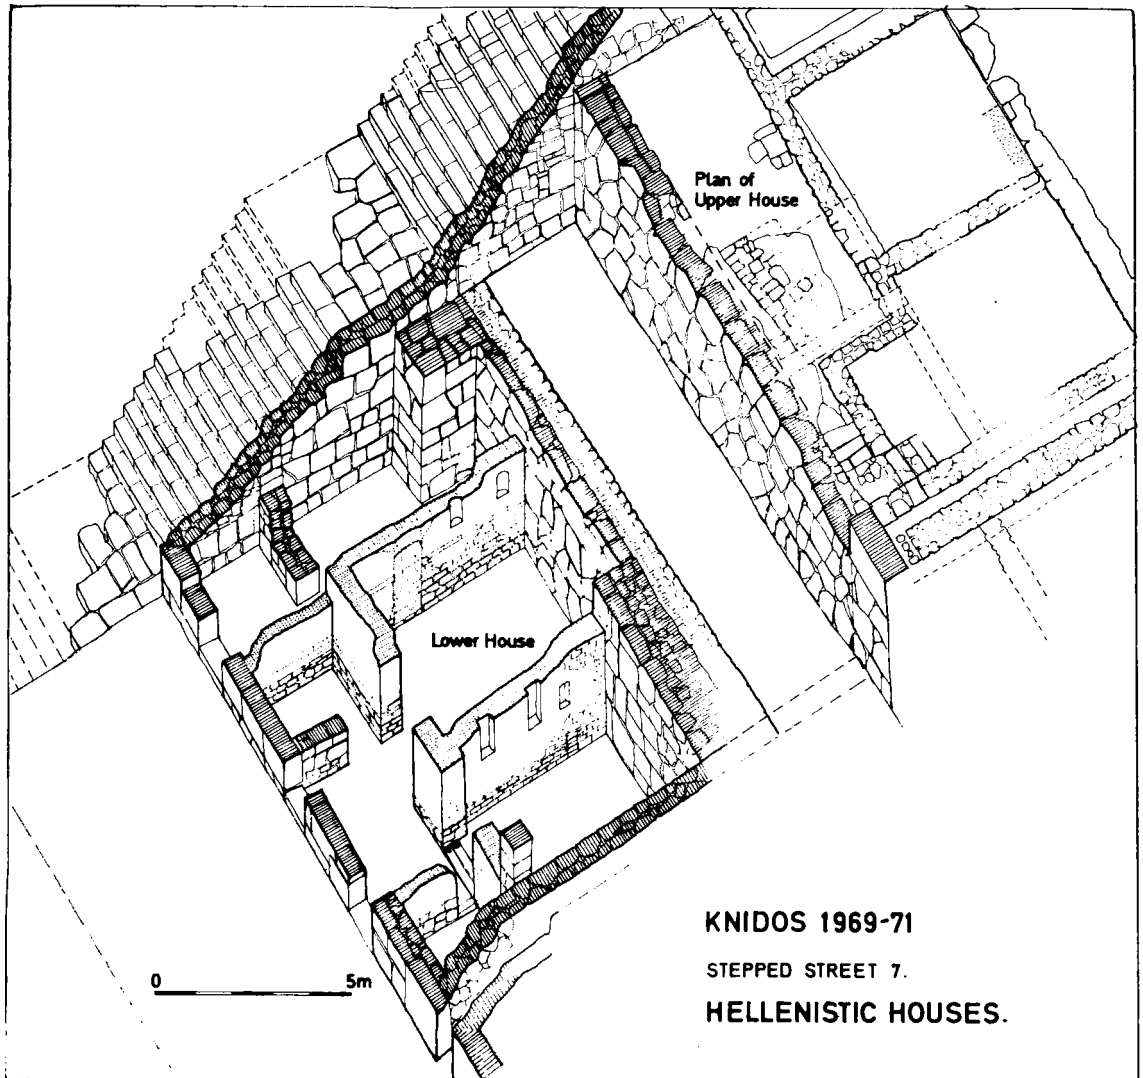 Plan of
Upper House
Lower House
0 5m
KNIDOS 1969-71
STEPPED STREET 7.
HELLENISTIC HOUSES.